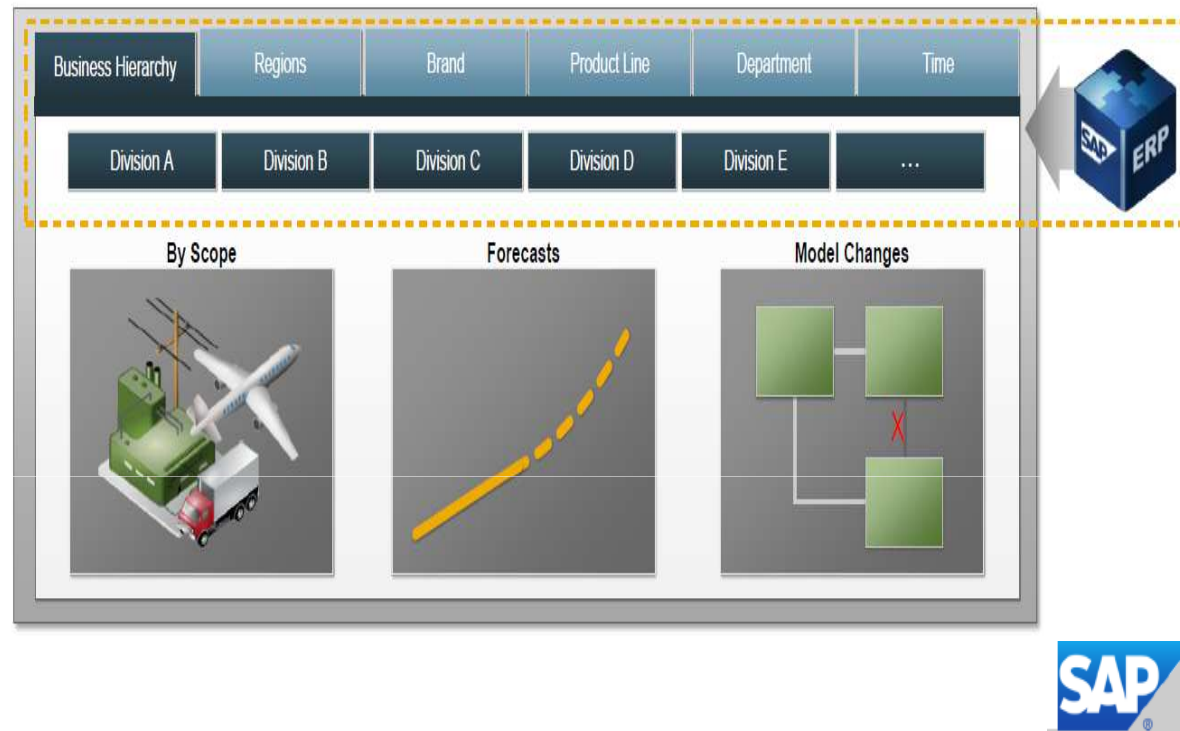 Business Hierarchy
Regions
Brand
Product Line
Department
Time
Division A
Division B
Division C
Division D
Division E
...
SAP
ERP
By Scope
Forecasts
Model Changes
X
SAP
®